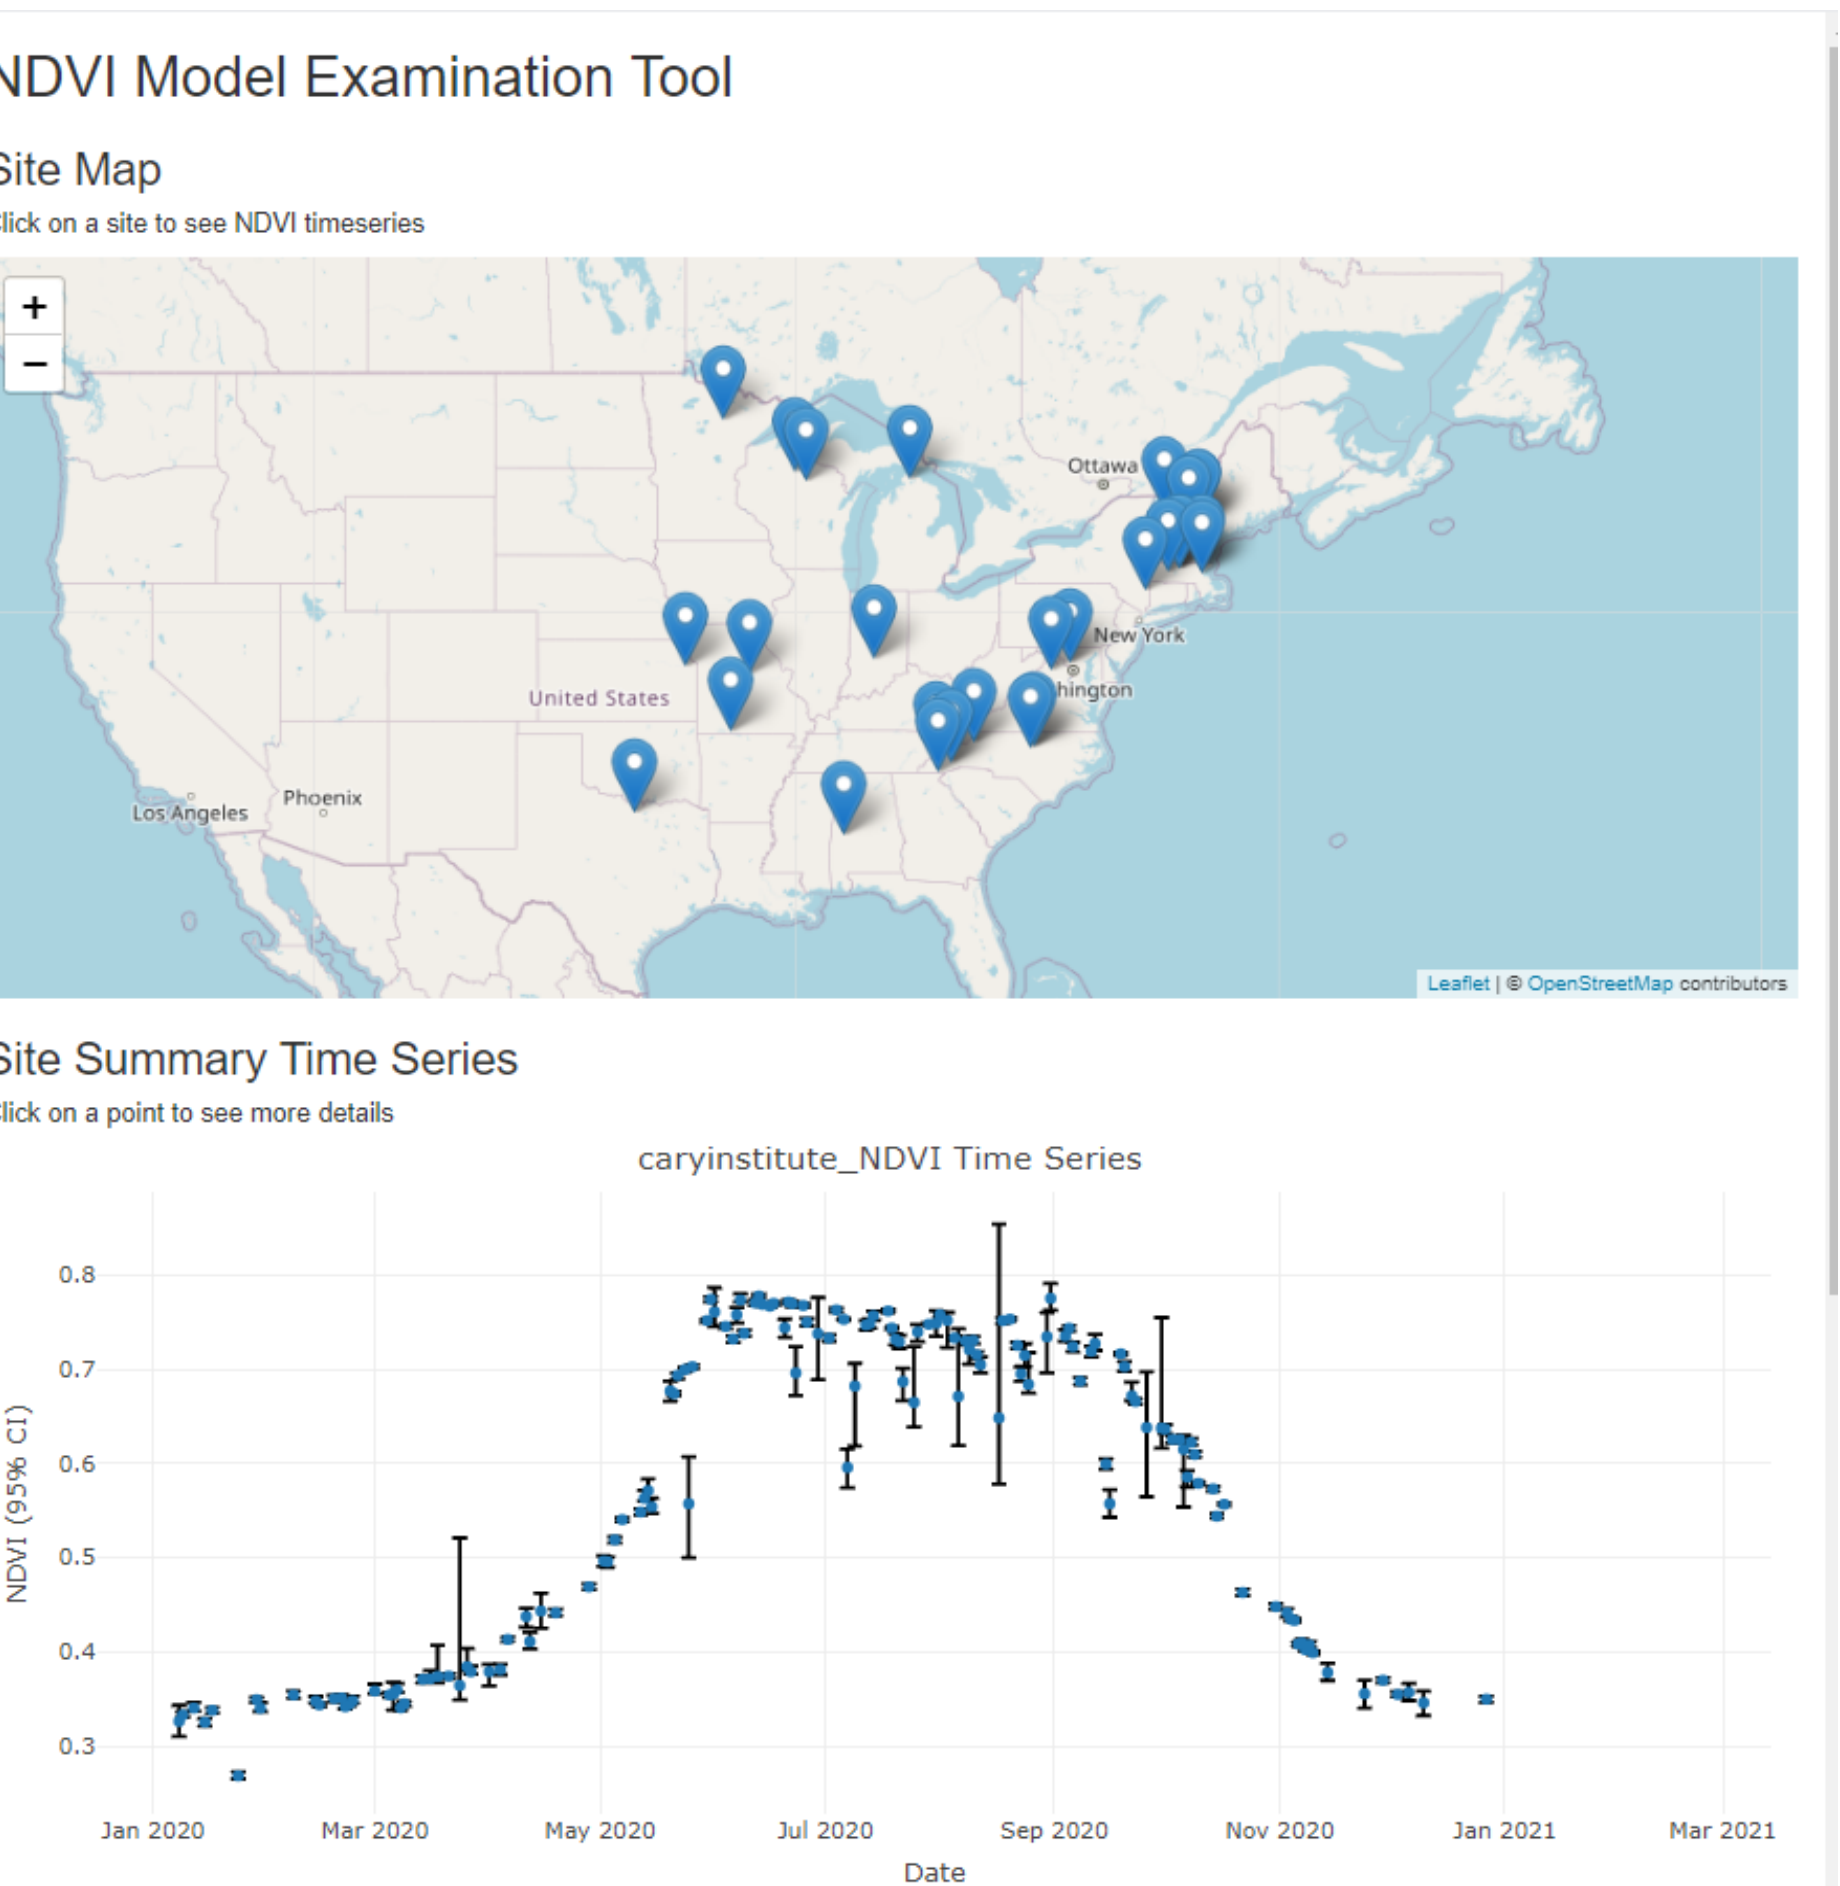 NDVI Model Examination Tool
Site Map
Click on a site to see NDVI timeseries
+
−
Ottawa
New York
hington
United States
Los Angeles
Phoenix
Leaflet | © OpenStreetMap contributors
Site Summary Time Series
Click on a point to see more details
caryinstitute_NDVI Time Series
NDVI (95% CI)
0.8
0.7
0.6
0.5
0.4
0.3
Jan 2020 Mar 2020 May 2020 Jul 2020 Sep 2020 Nov 2020 Jan 2021 Mar 2021
Date